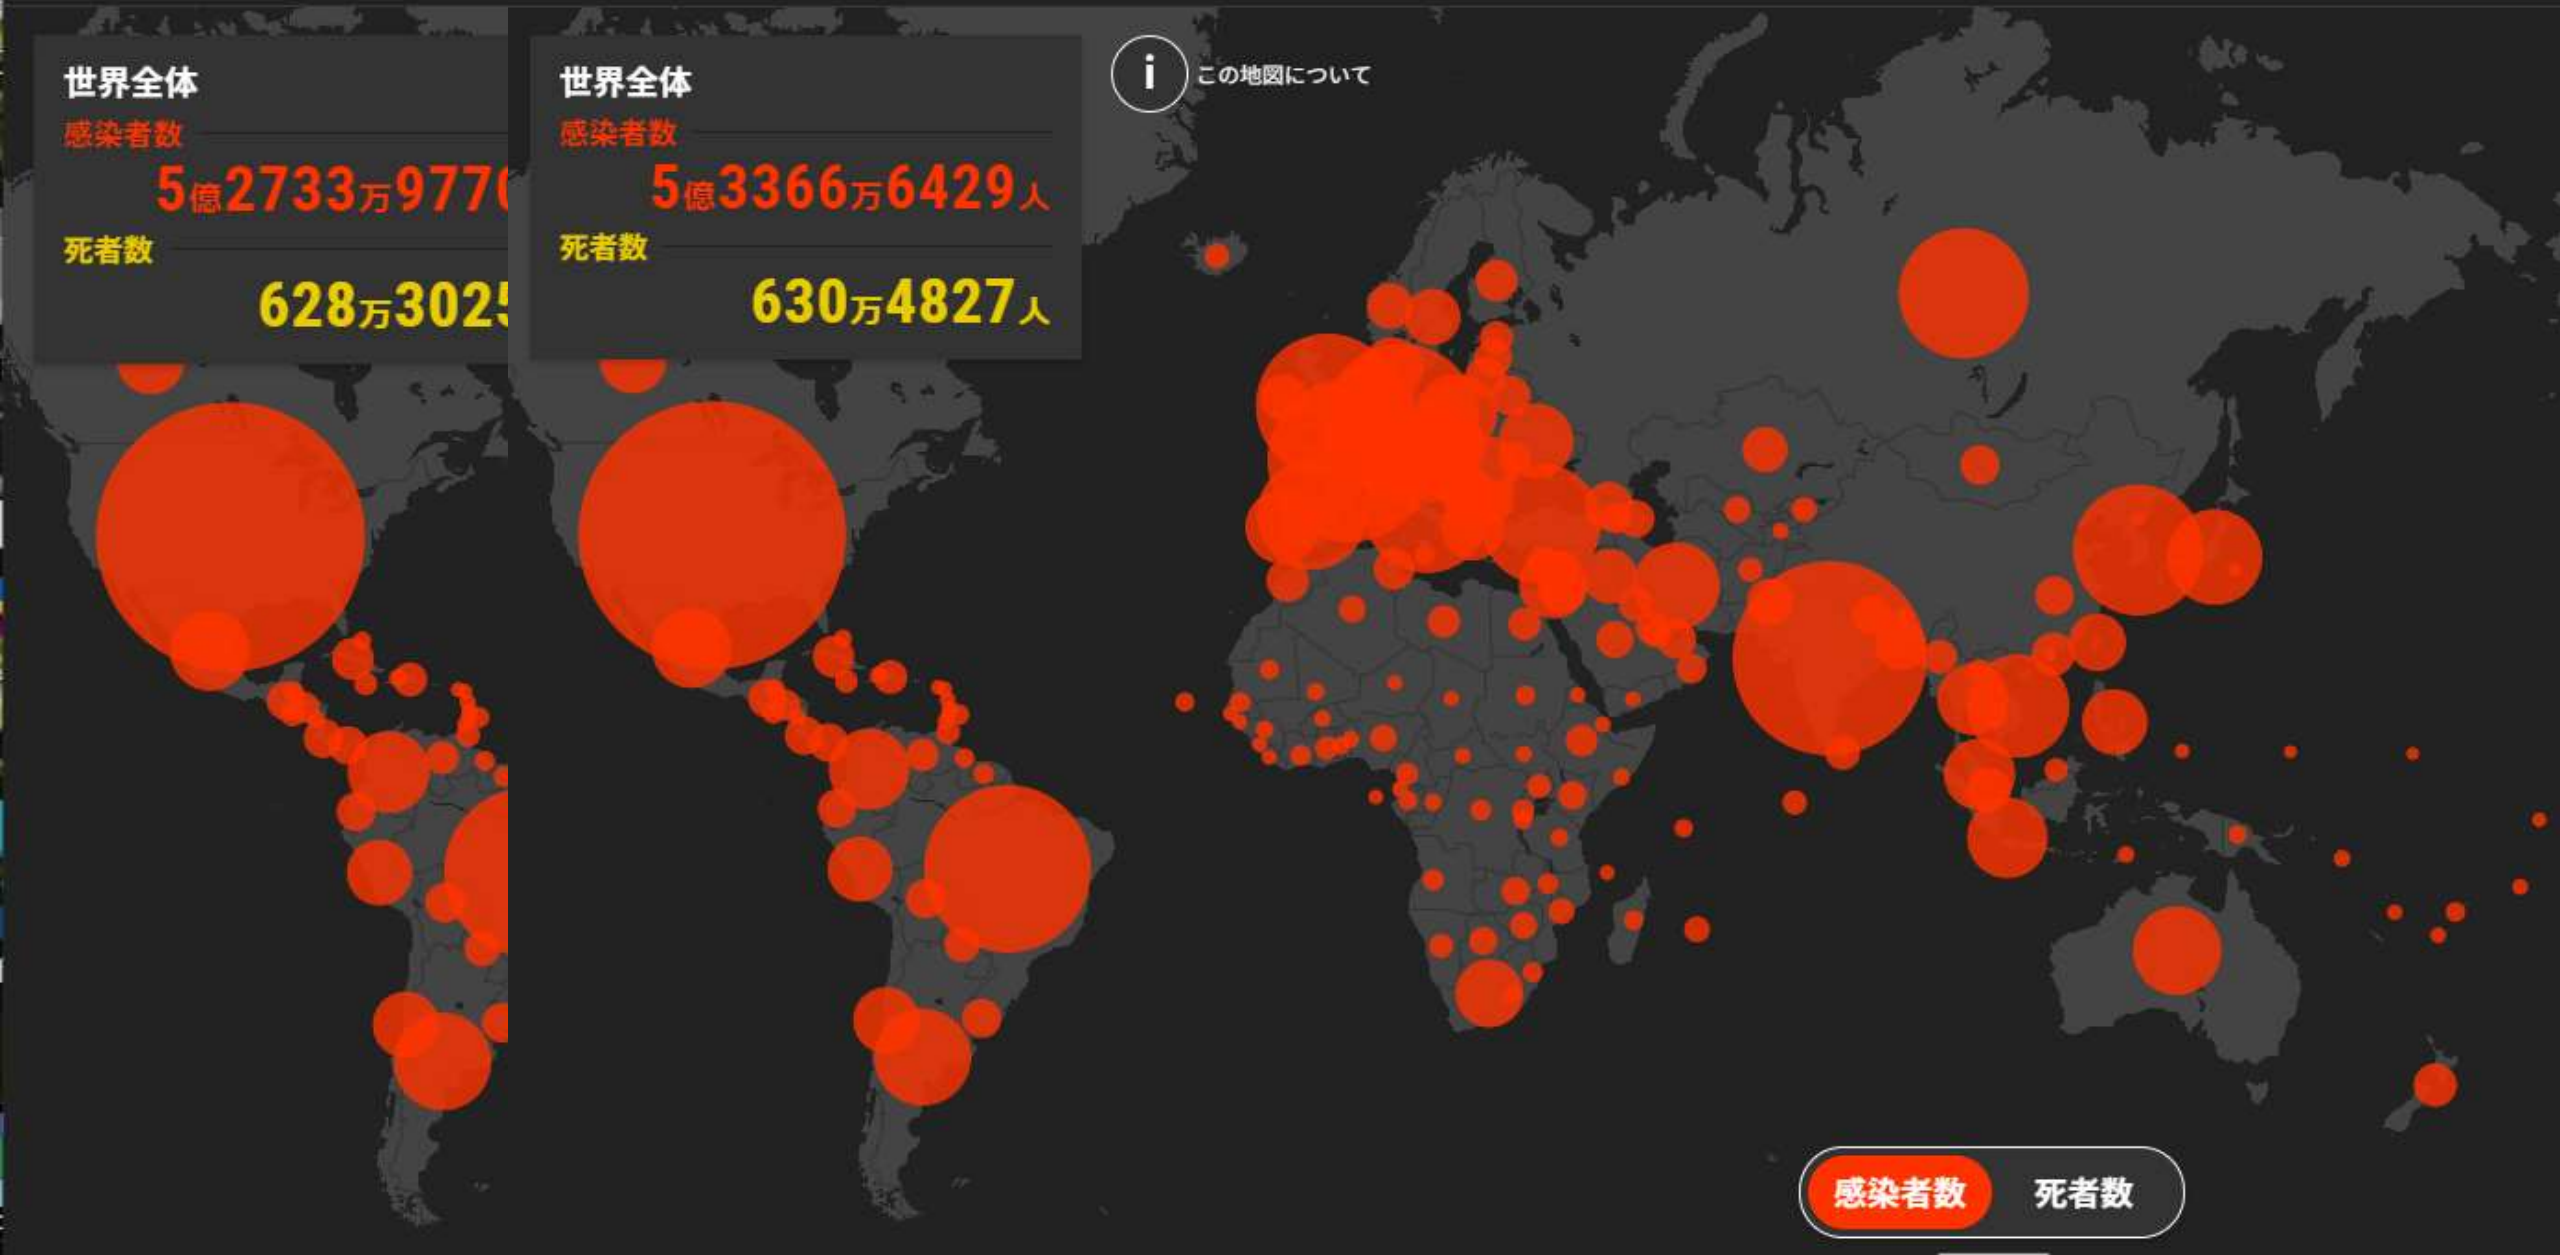 世界全体
感染者数
5億2733万9770
死者数
628万3025
世界全体
感染者数
5億3366万6429人
死者数
630万4827人
i この地図について
感染者数 死者数